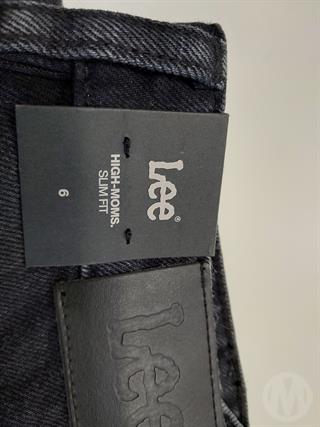 Lee®
HIGH-MOMS.
SLIM FIT
6
Lee
M